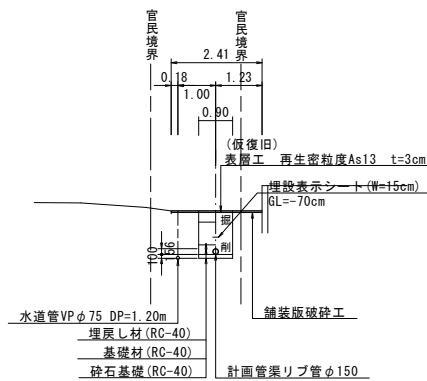 官民境界
官民境界
2.41
0.18
1.23
1.00
0.90
(仮復旧)
表層工 再生密粒度As13 t=3cm
埋設表示シート(W=15cm)
GL=-70cm
掘
削
100
156
水道管VPφ75 DP=1.20m
舗装版破砕工
埋戻し材(RC-40)
基礎材(RC-40)
砕石基礎(RC-40)
計画管渠リブ管φ150